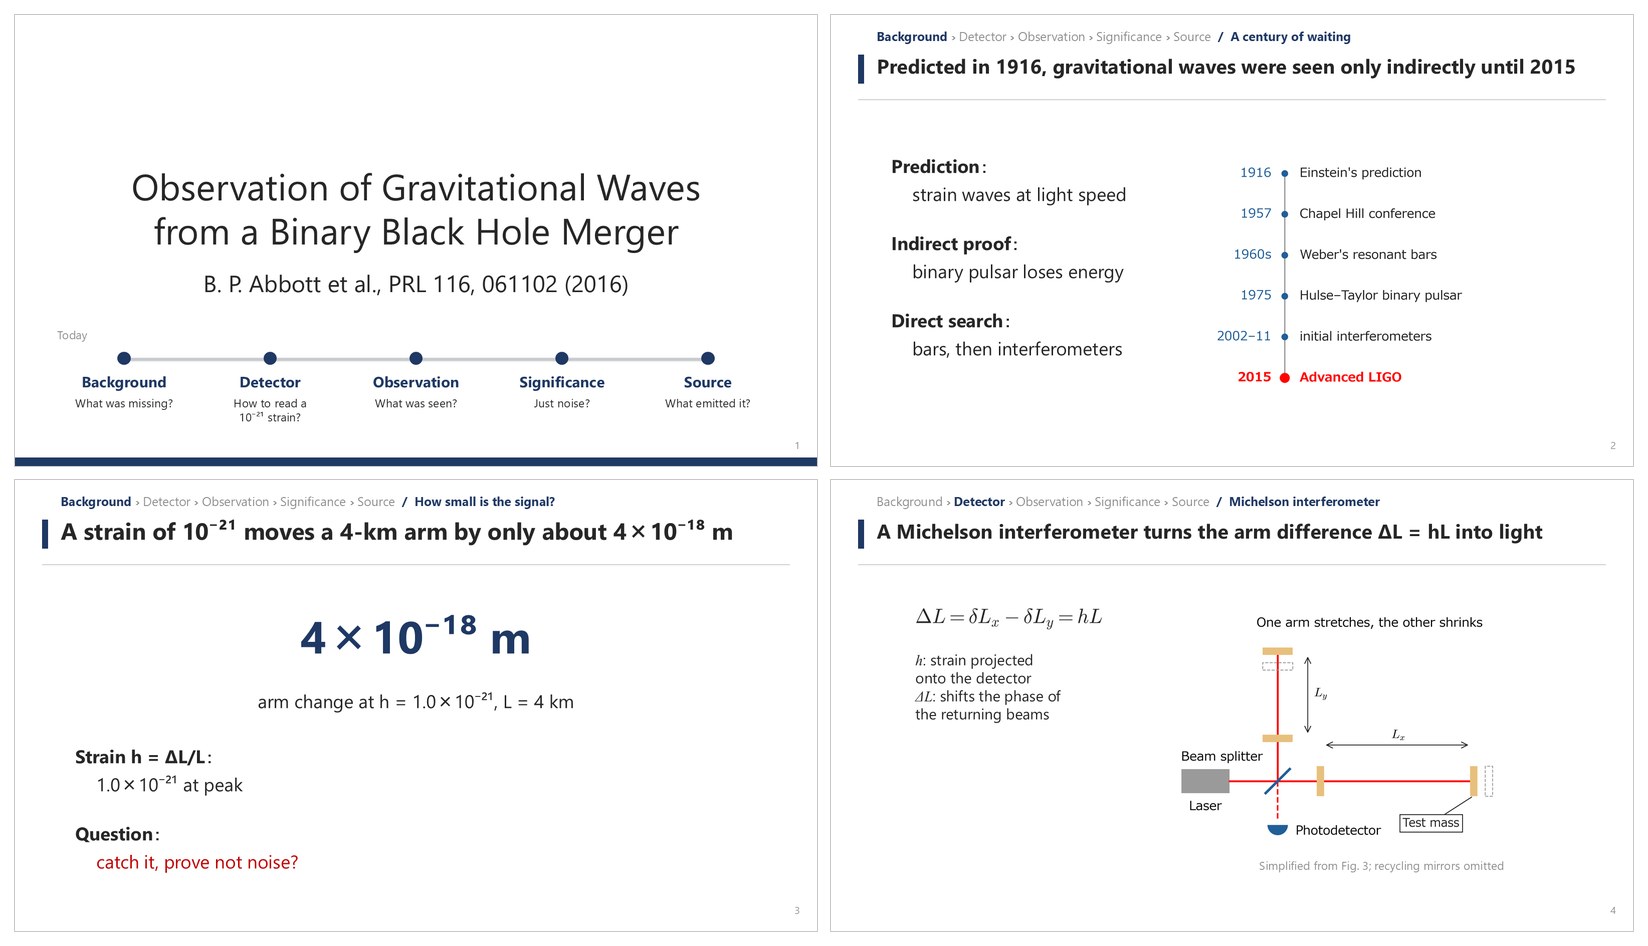 Observation of Gravitational Waves
from a Binary Black Hole Merger
B. P. Abbott et al., PRL 116, 061102 (2016)
Today
Background
Detector
Observation
Significance
Source
What was missing?
How to read a
10⁻²¹ strain?
What was seen?
Just noise?
What emitted it?
1
Background › Detector › Observation › Significance › Source / A century of waiting
Predicted in 1916, gravitational waves were seen only indirectly until 2015
Prediction:
strain waves at light speed
Indirect proof:
binary pulsar loses energy
Direct search:
bars, then interferometers
1916 Einstein's prediction
1957 Chapel Hill conference
1960s Weber's resonant bars
1975 Hulse–Taylor binary pulsar
2002–11 initial interferometers
2015 Advanced LIGO
2
Background › Detector › Observation › Significance › Source / How small is the signal?
A strain of 10⁻²¹ moves a 4-km arm by only about 4×10⁻¹⁸ m
4×10⁻¹⁸ m
arm change at h = 1.0×10⁻²¹, L = 4 km
Strain h = ΔL/L:
1.0×10⁻²¹ at peak
Question:
catch it, prove not noise?
3
Background › Detector › Observation › Significance › Source / Michelson interferometer
A Michelson interferometer turns the arm difference ΔL = hL into light
ΔL = δLₓ − δL_y = hL
h: strain projected
onto the detector
ΔL: shifts the phase of
the returning beams
One arm stretches, the other shrinks
L_y
Lₓ
Beam splitter
Laser
Test mass
Photodetector
Simplified from Fig. 3; recycling mirrors omitted
4